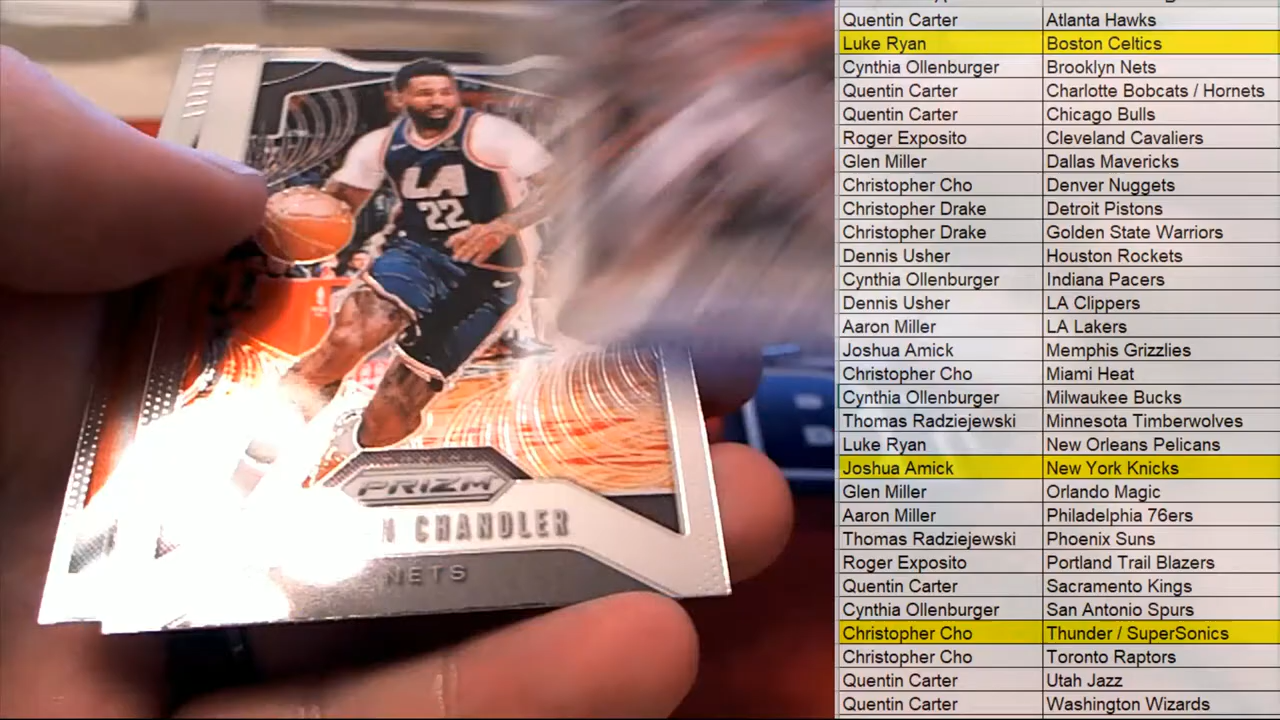 LA
22
PRIZM
CHANDLER
NETS
Quentin Carter Atlanta Hawks
Luke Ryan Boston Celtics
Cynthia Ollenburger Brooklyn Nets
Quentin Carter Charlotte Bobcats / Hornets
Quentin Carter Chicago Bulls
Roger Exposito Cleveland Cavaliers
Glen Miller Dallas Mavericks
Christopher Cho Denver Nuggets
Christopher Drake Detroit Pistons
Christopher Drake Golden State Warriors
Dennis Usher Houston Rockets
Cynthia Ollenburger Indiana Pacers
Dennis Usher LA Clippers
Aaron Miller LA Lakers
Joshua Amick Memphis Grizzlies
Christopher Cho Miami Heat
Cynthia Ollenburger Milwaukee Bucks
Thomas Radziejewski Minnesota Timberwolves
Luke Ryan New Orleans Pelicans
Joshua Amick New York Knicks
Glen Miller Orlando Magic
Aaron Miller Philadelphia 76ers
Thomas Radziejewski Phoenix Suns
Roger Exposito Portland Trail Blazers
Quentin Carter Sacramento Kings
Cynthia Ollenburger San Antonio Spurs
Christopher Cho Thunder / SuperSonics
Christopher Cho Toronto Raptors
Quentin Carter Utah Jazz
Quentin Carter Washington Wizards